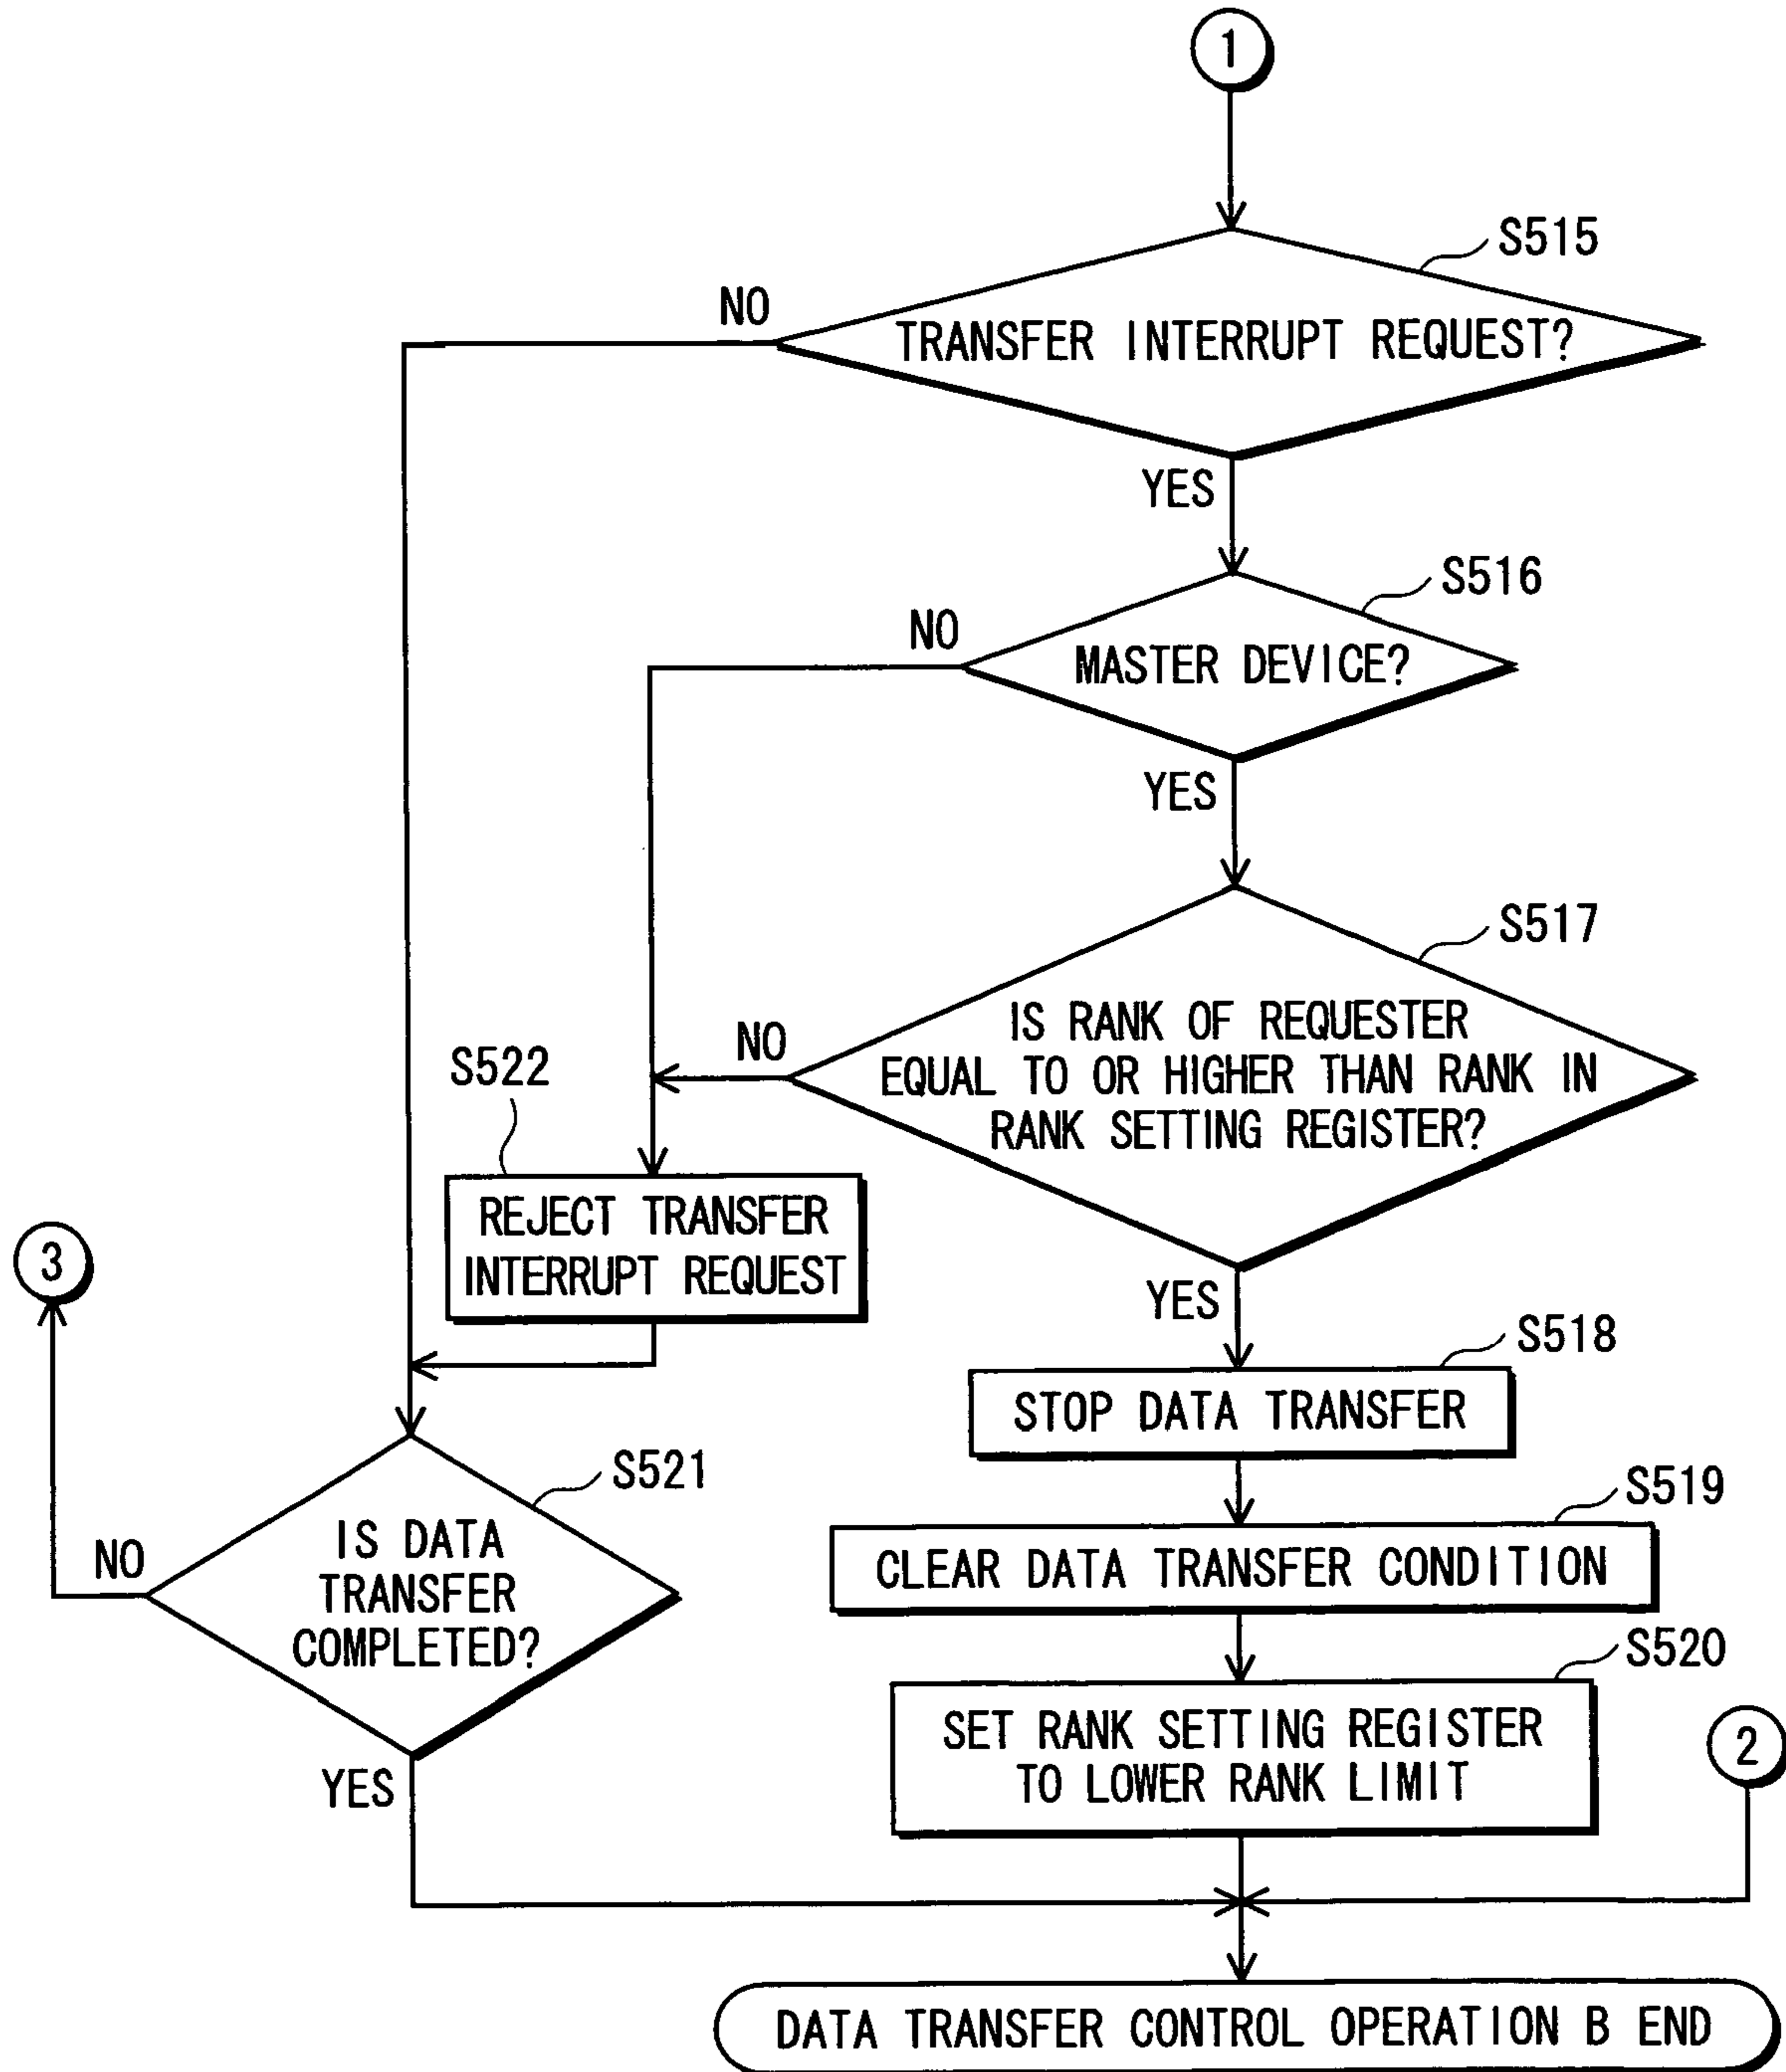 1
S515
NO
TRANSFER INTERRUPT REQUEST?
YES
S516
NO
MASTER DEVICE?
YES
S517
IS RANK OF REQUESTER
EQUAL TO OR HIGHER THAN RANK IN
RANK SETTING REGISTER?
NO
S522
REJECT TRANSFER
INTERRUPT REQUEST
3
YES
S518
STOP DATA TRANSFER
S521
IS DATA
TRANSFER
COMPLETED?
NO
S519
CLEAR DATA TRANSFER CONDITION
S520
SET RANK SETTING REGISTER
TO LOWER RANK LIMIT
2
YES
DATA TRANSFER CONTROL OPERATION B END